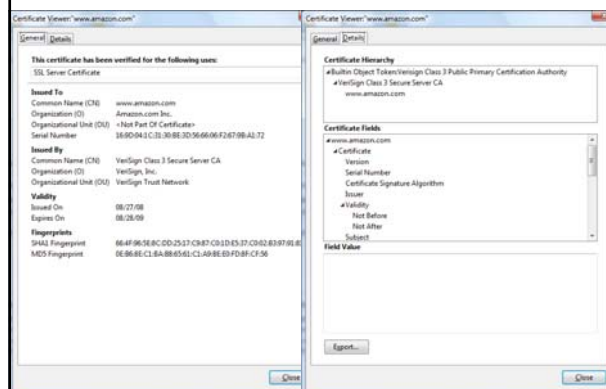 Certificate Viewer:"www.amazon.com"
General Details
This certificate has been verified for the following uses:
SSL Server Certificate
Issued To
Common Name (CN) www.amazon.com
Organization (O) Amazon.com Inc.
Organizational Unit (OU) <Not Part Of Certificate>
Serial Number
Issued By
Common Name (CN) VeriSign Class 3 Secure Server CA
Organization (O) VeriSign, Inc.
Organizational Unit (OU) VeriSign Trust Network
Validity
Issued On 08/27/08
Expires On 08/28/09
Fingerprints
SHA1 Fingerprint
MD5 Fingerprint
Close
Certificate Viewer:"www.amazon.com"
General Details
Certificate Hierarchy
Builtin Object Token:Verisign Class 3 Public Primary Certification Authority
VeriSign Class 3 Secure Server CA
www.amazon.com
Certificate Fields
www.amazon.com
Certificate
Version
Serial Number
Certificate Signature Algorithm
Issuer
Validity
Not Before
Not After
Subject
Field Value
Export...
Close